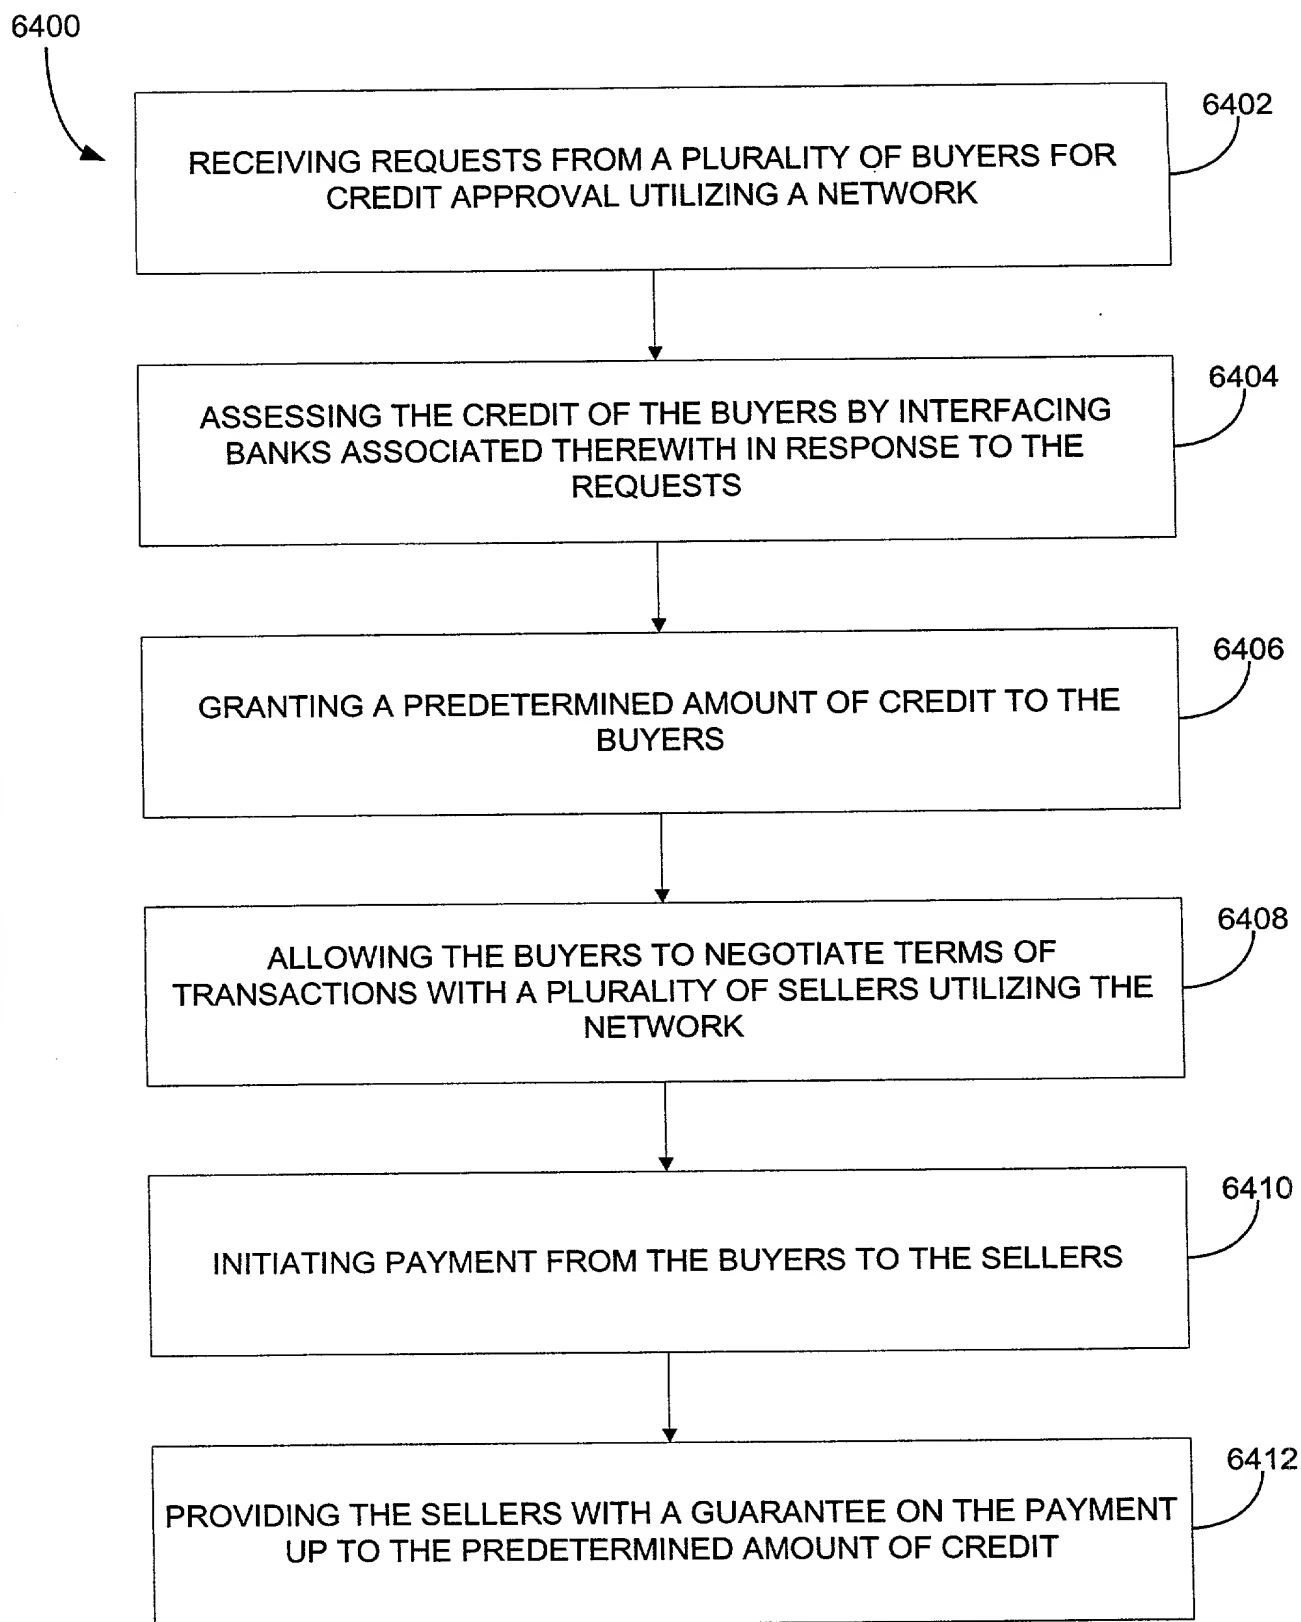 6400
6402
RECEIVING REQUESTS FROM A PLURALITY OF BUYERS FOR
CREDIT APPROVAL UTILIZING A NETWORK
6404
ASSESSING THE CREDIT OF THE BUYERS BY INTERFACING
BANKS ASSOCIATED THEREWITH IN RESPONSE TO THE
REQUESTS
6406
GRANTING A PREDETERMINED AMOUNT OF CREDIT TO THE
BUYERS
6408
ALLOWING THE BUYERS TO NEGOTIATE TERMS OF
TRANSACTIONS WITH A PLURALITY OF SELLERS UTILIZING THE
NETWORK
6410
INITIATING PAYMENT FROM THE BUYERS TO THE SELLERS
6412
PROVIDING THE SELLERS WITH A GUARANTEE ON THE PAYMENT
UP TO THE PREDETERMINED AMOUNT OF CREDIT